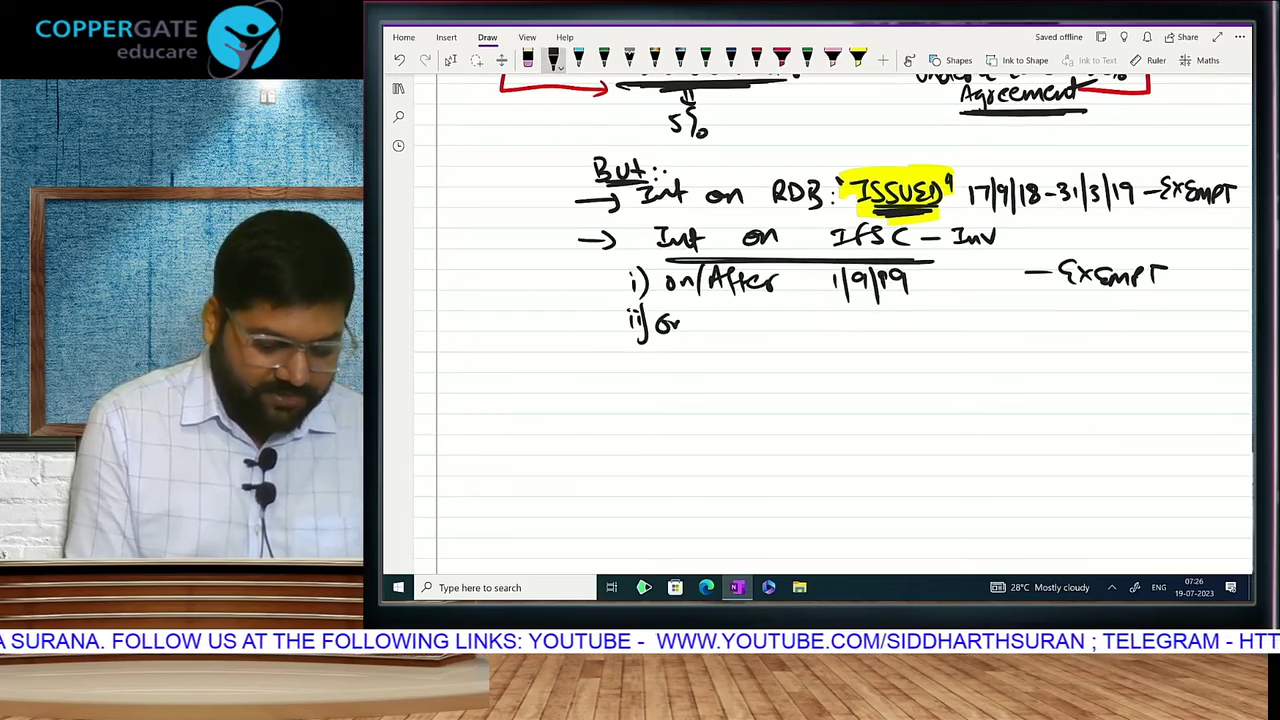 COPPERGATE
educare
Home Insert Draw View Help
Saved offline
Share
Shapes
Ink to Shape
Ink to Text
Ruler
Maths
Agreement
5%
But:
→ Int on RDB: "ISSUED" 17/9/18 - 31/3/19 - Exempt
→ Int on IFSC - Inv
i) on/After 1/9/19 - Exempt
ii) or
Type here to search
28°C Mostly cloudy
ENG
07:26
19-07-2023
A SURANA. FOLLOW US AT THE FOLLOWING LINKS: YOUTUBE - WWW.YOUTUBE.COM/SIDDHARTHSURAN ; TELEGRAM - HTT